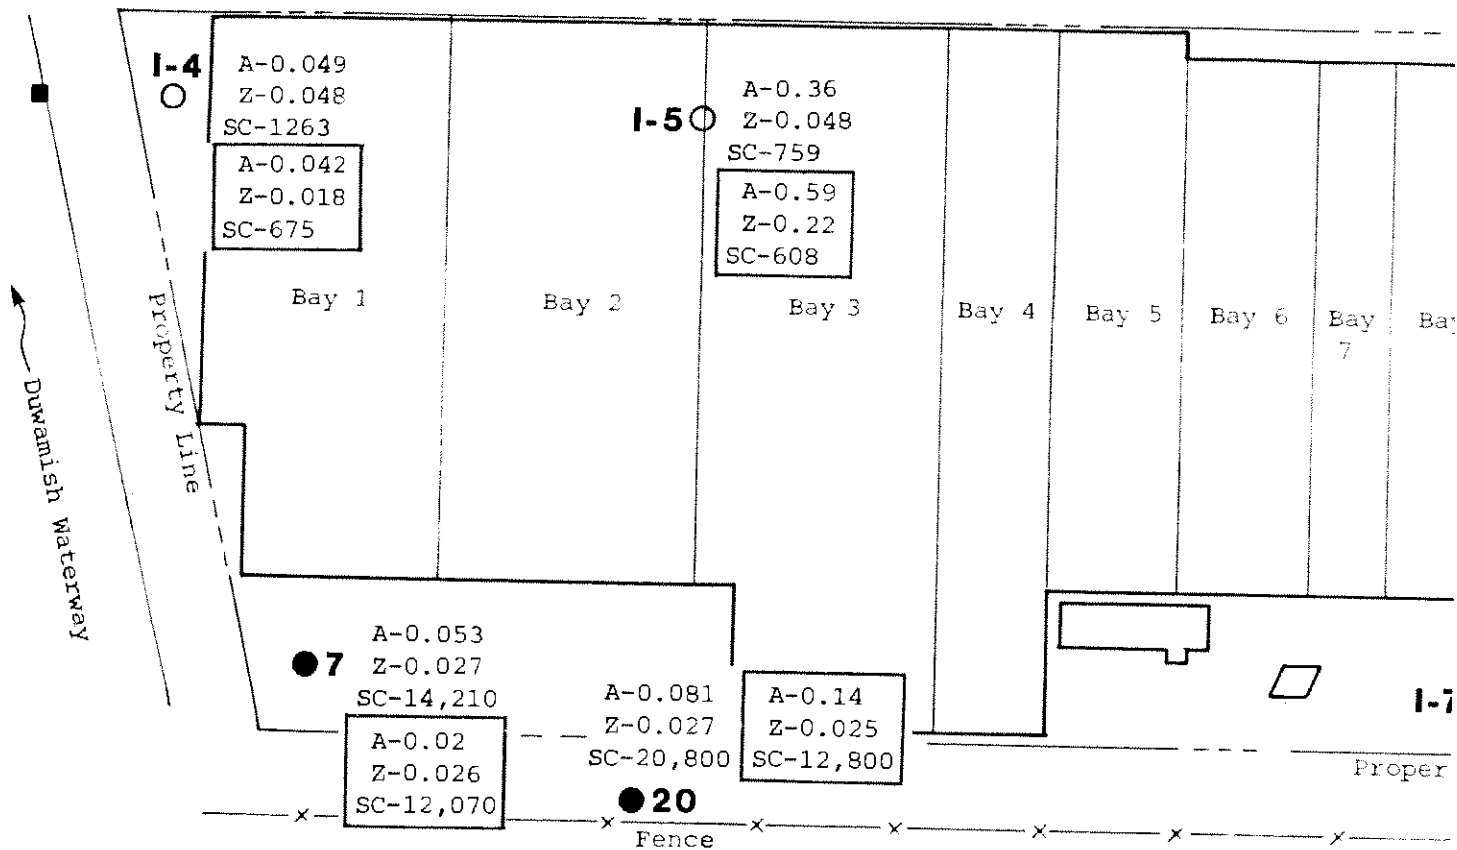 I-4
A-0.049
Z-0.048
SC-1263
A-0.042
Z-0.018
SC-675
I-5
A-0.36
Z-0.048
SC-759
A-0.59
Z-0.22
SC-608
Bay 1
Bay 2
Bay 3
Bay 4
Bay 5
Bay 6
Bay
7
Property Line
Duwamish Waterway
7
A-0.053
Z-0.027
SC-14,210
A-0.02
Z-0.026
SC-12,070
A-0.081
Z-0.027
SC-20,800
A-0.14
Z-0.025
SC-12,800
20
I-7
Proper
Fence